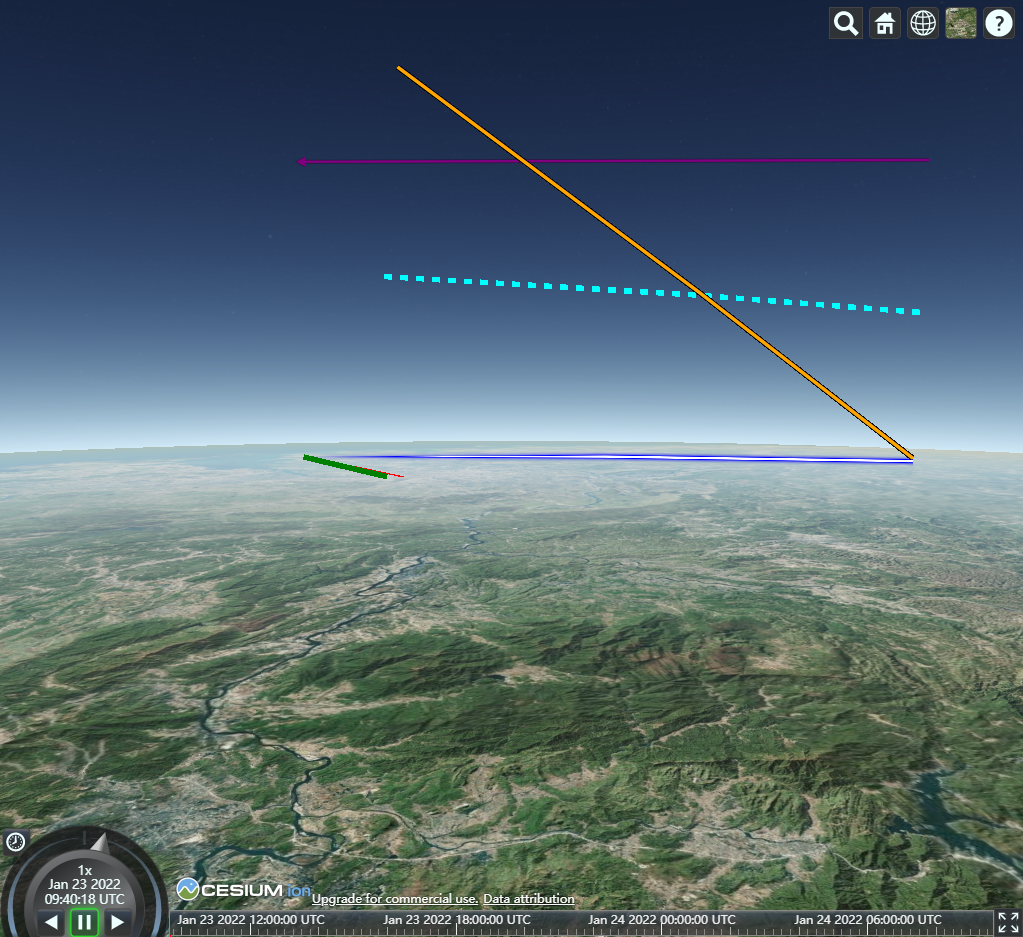 ?
1x
Jan 23 2022
09:40:18 UTC
CESIUM ion
Upgrade for commercial use. Data attribution
Jan 23 2022 12:00:00 UTC
Jan 23 2022 18:00:00 UTC
Jan 24 2022 00:00:00 UTC
Jan 24 2022 06:00:00 UTC